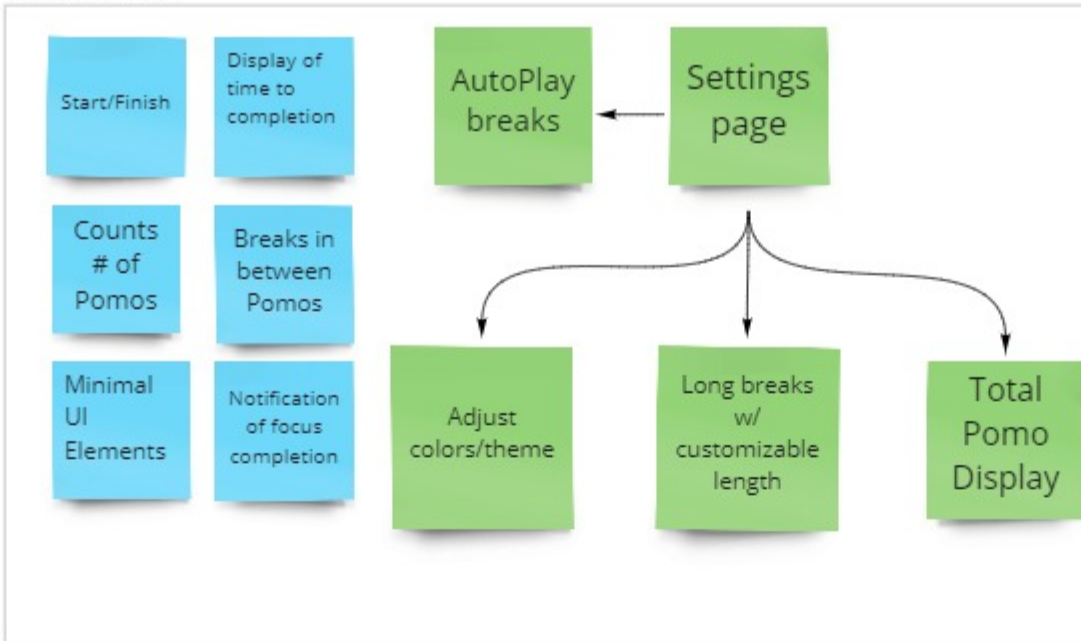 Start/Finish
Display of
time to
completion
Counts
# of
Pomos
Breaks in
between
Pomos
Minimal
UI
Elements
Notification
of focus
completion
AutoPlay
breaks
Settings
page
Adjust
colors/theme
Long breaks
w/
customizable
length
Total
Pomo
Display